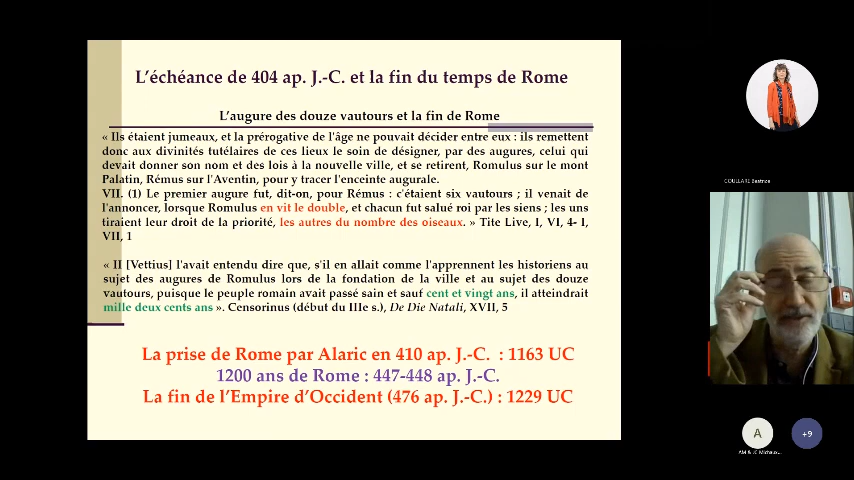 L'échéance de 404 ap. J.-C. et la fin du temps de Rome
L'augure des douze vautours et la fin de Rome
« Ils étaient jumeaux, et la prérogative de l'âge ne pouvait décider entre eux : ils remettent
donc aux divinités tutélaires de ces lieux le soin de désigner, par des augures, celui qui
devait donner son nom et des lois à la nouvelle ville, et se retirent, Romulus sur le mont
Palatin, Rémus sur l'Aventin, pour y tracer l'enceinte augurale.
VII. (1) Le premier augure fut, dit-on, pour Rémus : c'étaient six vautours ; il venait de
l'annoncer, lorsque Romulus en vit le double, et chacun fut salué roi par les siens ; les uns
tiraient leur droit de la priorité, les autres du nombre des oiseaux. » Tite Live, I, VI, 4- I,
VII, 1
« Il [Vettius] l'avait entendu dire que, s'il en allait comme l'apprennent les historiens au
sujet des augures de Romulus lors de la fondation de la ville et au sujet des douze
vautours, puisque le peuple romain avait passé sain et sauf cent et vingt ans, il atteindrait
mille deux cents ans ». Censorinus (début du IIIe s.), De Die Natali, XVII, 5
La prise de Rome par Alaric en 410 ap. J.-C. : 1163 UC
1200 ans de Rome : 447-448 ap. J.-C.
La fin de l'Empire d'Occident (476 ap. J.-C.) : 1229 UC
COULLARE Béatrice
A
+9
AM & JC Michaux...